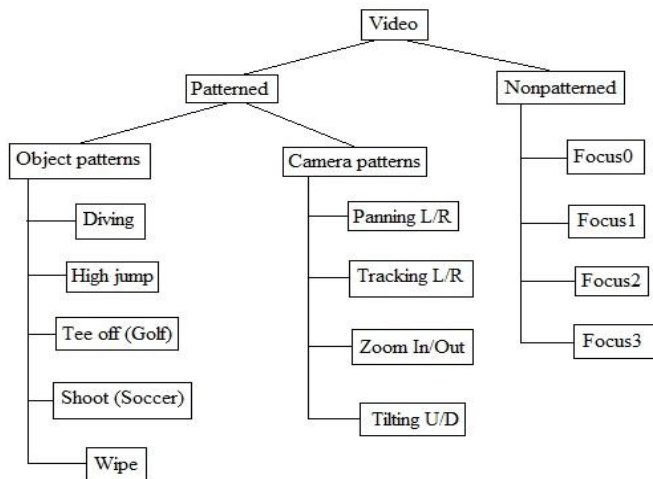 Video
Patterned
Nonpatterned
Object patterns
Camera patterns
Diving
High jump
Tee off (Golf)
Shoot (Soccer)
Wipe
Panning L/R
Tracking L/R
Zoom In/Out
Tilting U/D
Focus0
Focus1
Focus2
Focus3